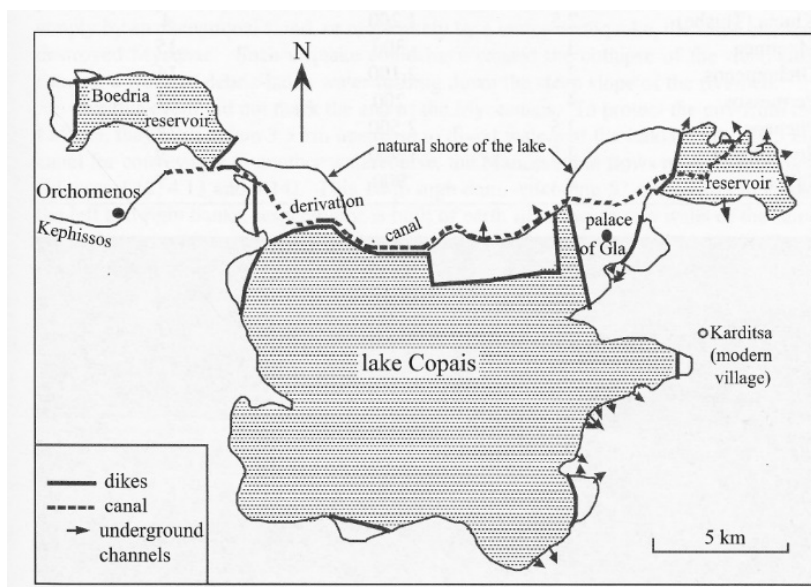 N
Boedria
reservoir
natural shore of the lake
Orchomenos
Kephissos
derivation
canal
reservoir
palace
of Gla
Karditsa
(modern
village)
lake Copais
dikes
canal
underground
channels
5 km